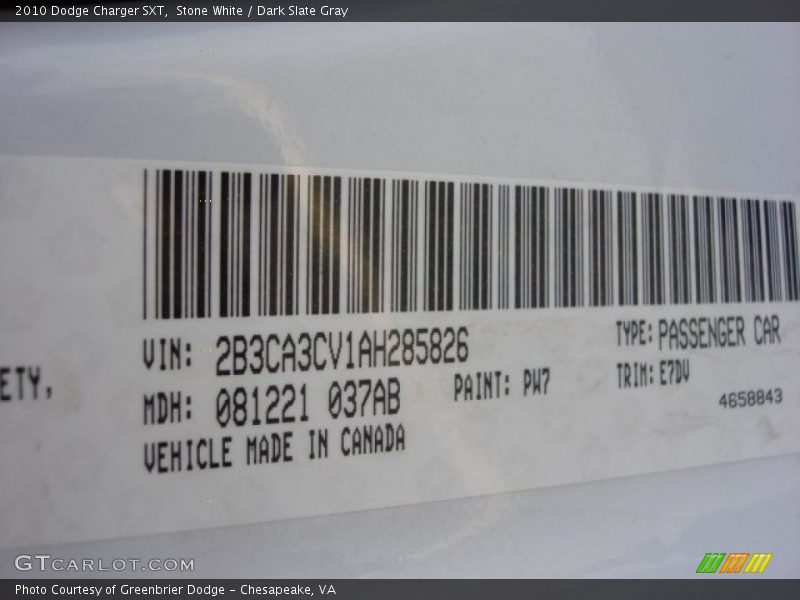 2010 Dodge Charger SXT,  Stone White / Dark Slate Gray
VIN: 2B3CA3CV1AH285826
TYPE: PASSENGER CAR
ETY,
MDH: 081221 037AB
PAINT: PW7
TRIM: E7DV
4658843
VEHICLE MADE IN CANADA
GTCARLOT.COM
Photo Courtesy of Greenbrier Dodge - Chesapeake, VA